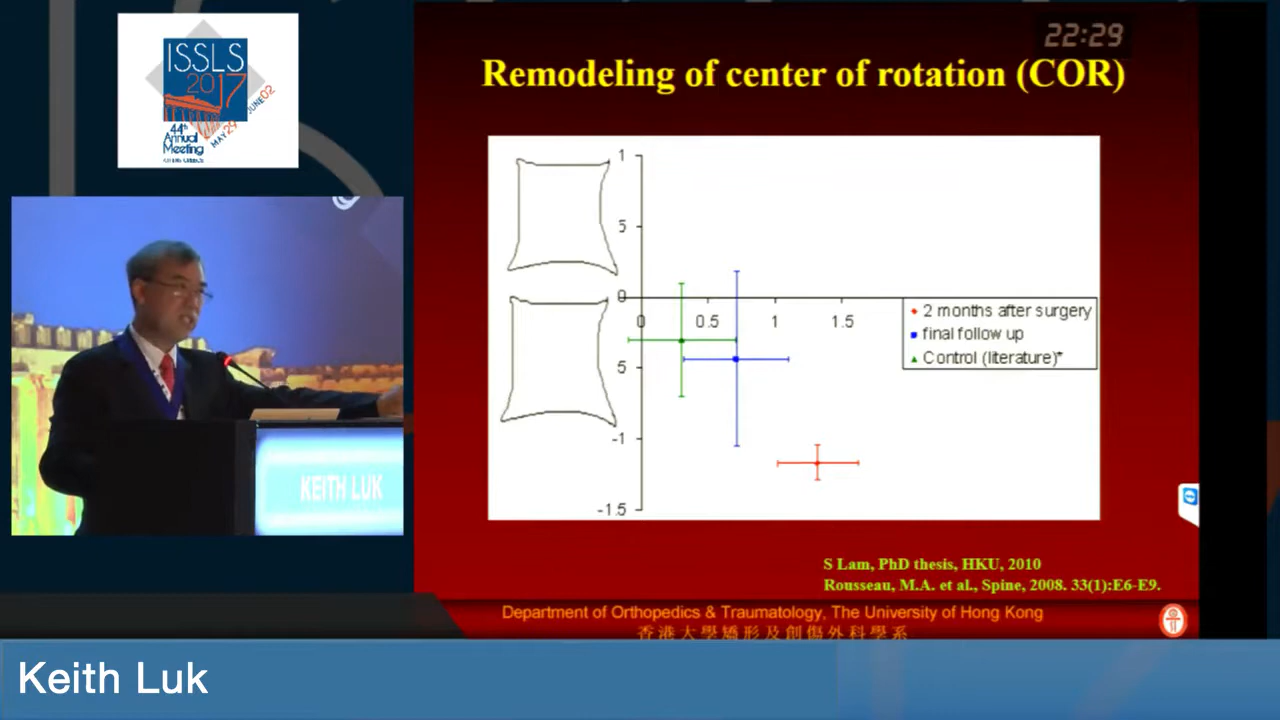 ISSLS
2017
44th
Annual
Meeting
MAY 29
JUNE 02
KEITH LUK
22:29
Remodeling of center of rotation (COR)
1
5
0
0 0.5 1 1.5
5
-1
-1.5
2 months after surgery
final follow up
Control (literature)*
S Lam, PhD thesis, HKU, 2010
Rousseau, M.A. et al., Spine, 2008. 33(1):E6-E9.
Department of Orthopedics & Traumatology, The University of Hong Kong
香港大學矯形及創傷外科學系
Keith Luk